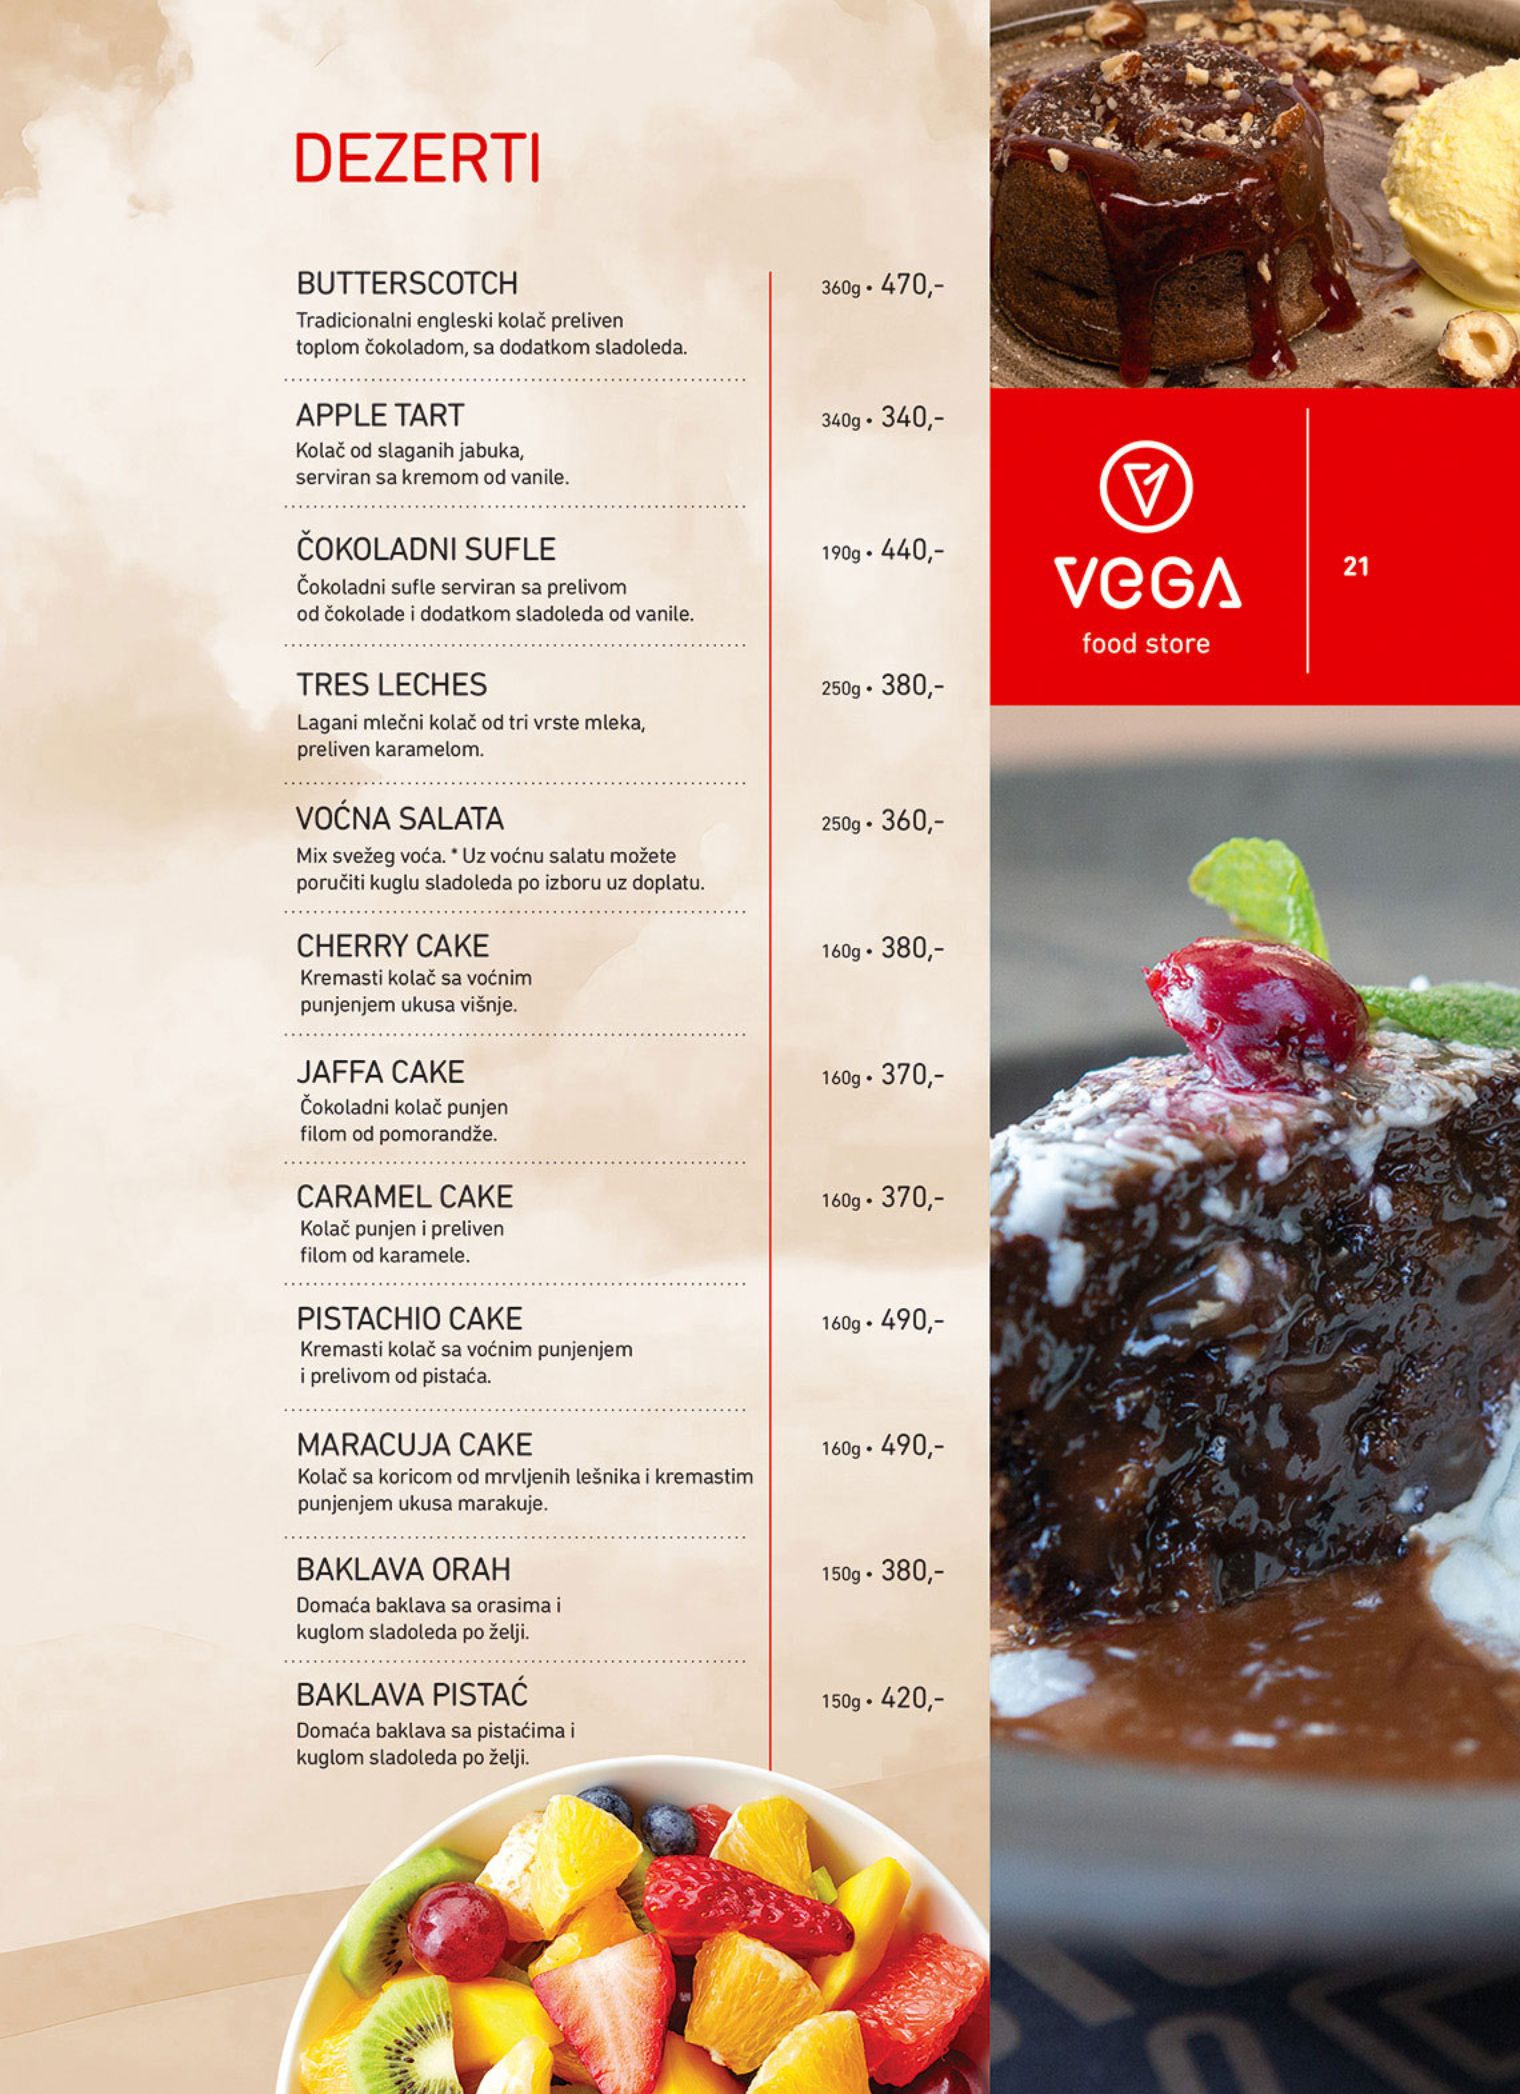 DEZERTI
BUTTERSCOTCH
360g • 470,-
Tradicionalni engleski kolač preliven
toplom čokoladom, sa dodatkom sladoleda.
APPLE TART
340g • 340,-
Kolač od slaganih jabuka,
serviran sa kremom od vanile.
ČOKOLADNI SUFLE
190g • 440,-
Čokoladni sufle serviran sa prelivom
od čokolade i dodatkom sladoleda od vanile.
TRES LECHES
250g • 380,-
Lagani mlečni kolač od tri vrste mleka,
preliven karamelom.
VOĆNA SALATA
250g • 360,-
Mix svežeg voća. * Uz voćnu salatu možete
poručiti kuglu sladoleda po izboru uz doplatu.
CHERRY CAKE
160g • 380,-
Kremasti kolač sa voćnim
punjenjem ukusa višnje.
JAFFA CAKE
160g • 370,-
Čokoladni kolač punjen
filom od pomorandže.
CARAMEL CAKE
160g • 370,-
Kolač punjen i preliven
filom od karamele.
PISTACHIO CAKE
160g • 490,-
Kremasti kolač sa voćnim punjenjem
i prelivom od pistaća.
MARACUJA CAKE
160g • 490,-
Kolač sa koricom od mrvljenih lešnika i kremastim
punjenjem ukusa marakuje.
BAKLAVA ORAH
150g • 380,-
Domaća baklava sa orasima i
kuglom sladoleda po želji.
BAKLAVA PISTAĆ
150g • 420,-
Domaća baklava sa pistaćima i
kuglom sladoleda po želji.
VEGA
food store
21